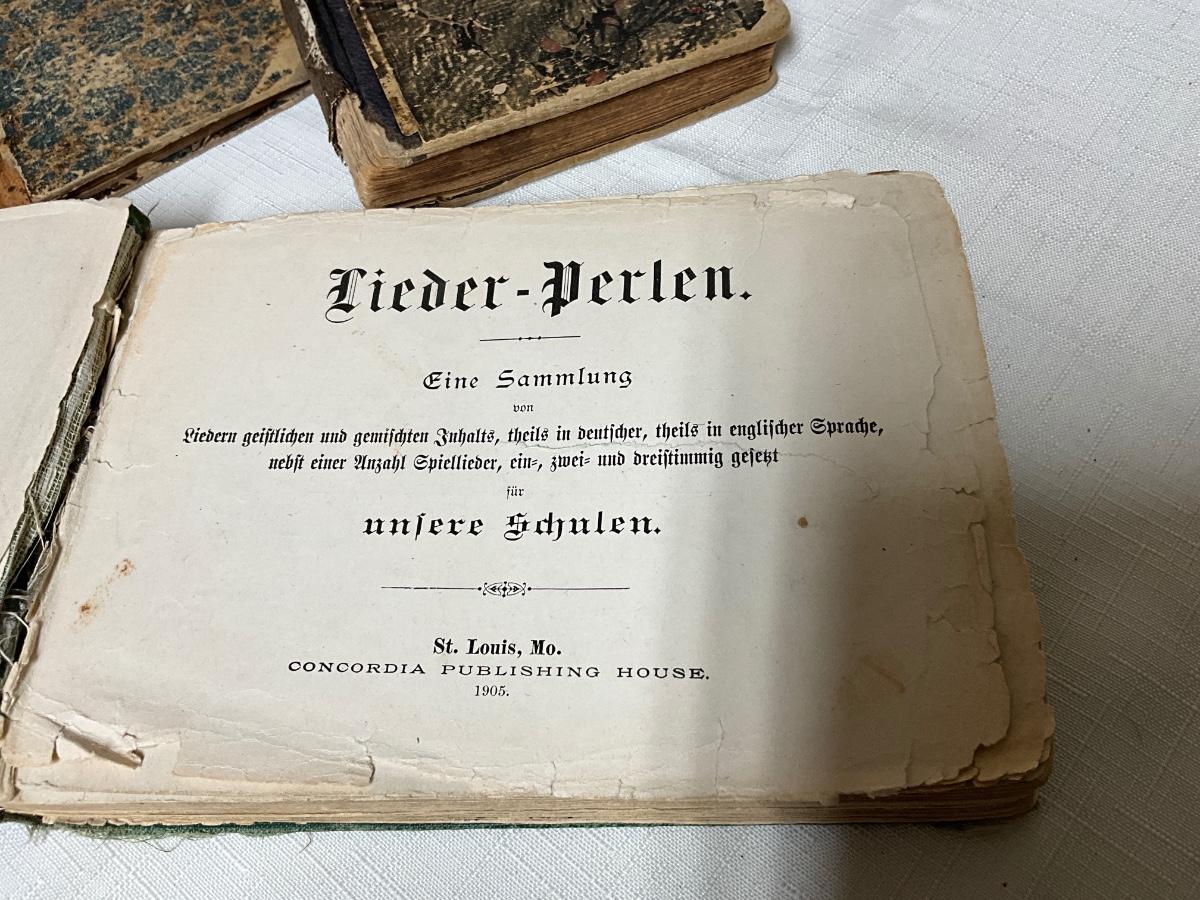 Lieder-Perlen.
Eine Sammlung
von
Liedern geistlichen und gemischten Inhalts, theils in deutscher, theils in englischer Sprache,
nebst einer Anzahl Spiellieder, ein-, zwei- und dreistimmig gesetzt
für
unsere Schulen.
St. Louis, Mo.
CONCORDIA PUBLISHING HOUSE.
1905.